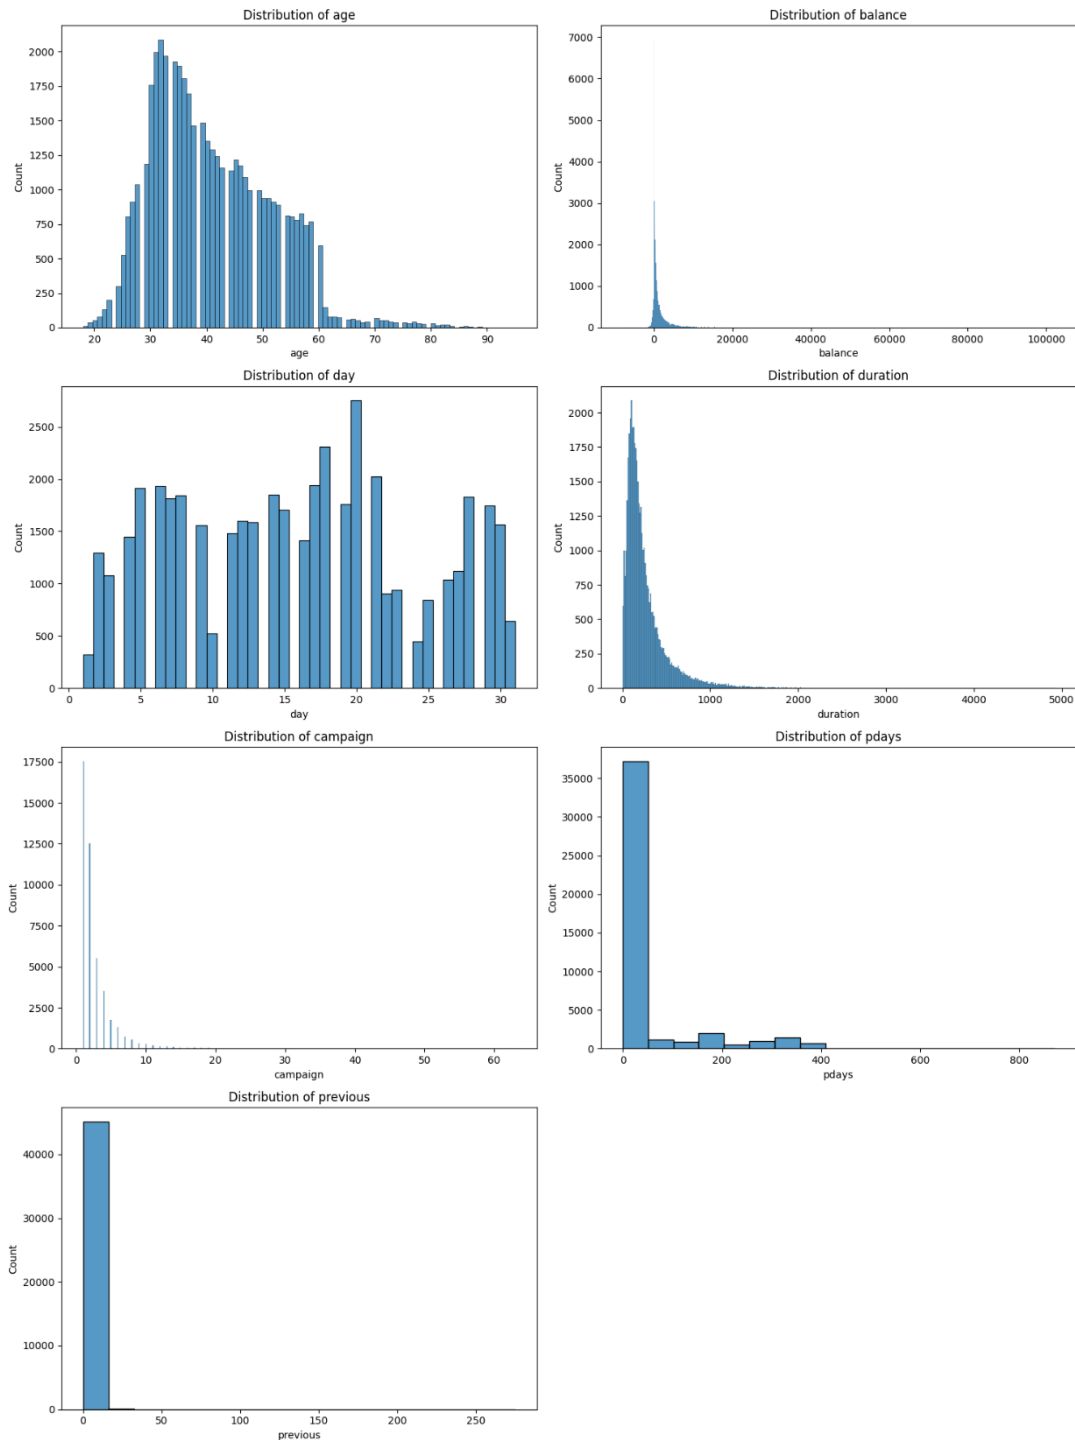 Distribution of age
Count
2000
1750
1500
1250
1000
750
500
250
0
20 30 40 50 60 70 80 90
age
Distribution of balance
Count
7000
6000
5000
4000
3000
2000
1000
0
0 20000 40000 60000 80000 100000
balance
Distribution of day
Count
2500
2000
1500
1000
500
0
0 5 10 15 20 25 30
day
Distribution of duration
Count
2000
1750
1500
1250
1000
750
500
250
0
0 1000 2000 3000 4000 5000
duration
Distribution of campaign
Count
17500
15000
12500
10000
7500
5000
2500
0
0 10 20 30 40 50 60
campaign
Distribution of pdays
Count
35000
30000
25000
20000
15000
10000
5000
0
0 200 400 600 800
pdays
Distribution of previous
Count
40000
30000
20000
10000
0
0 50 100 150 200 250
previous